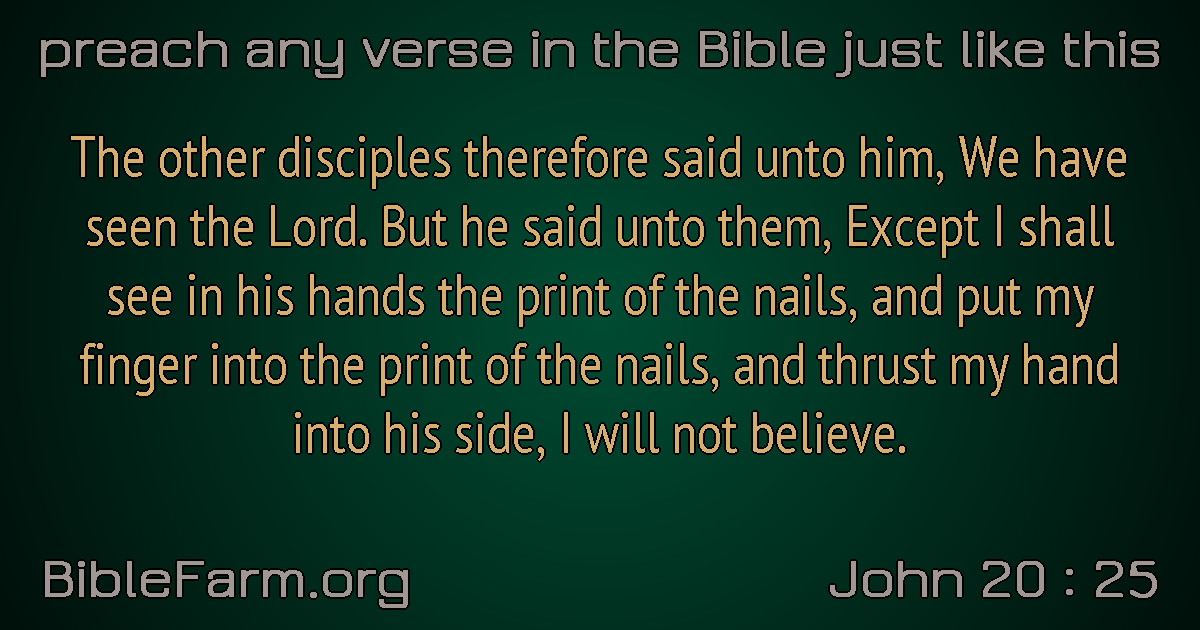 preach any verse in the Bible just like this
The other disciples therefore said unto him, We have
seen the Lord. But he said unto them, Except I shall
see in his hands the print of the nails, and put my
finger into the print of the nails, and thrust my hand
into his side, I will not believe.
BibleFarm.org
John 20 : 25